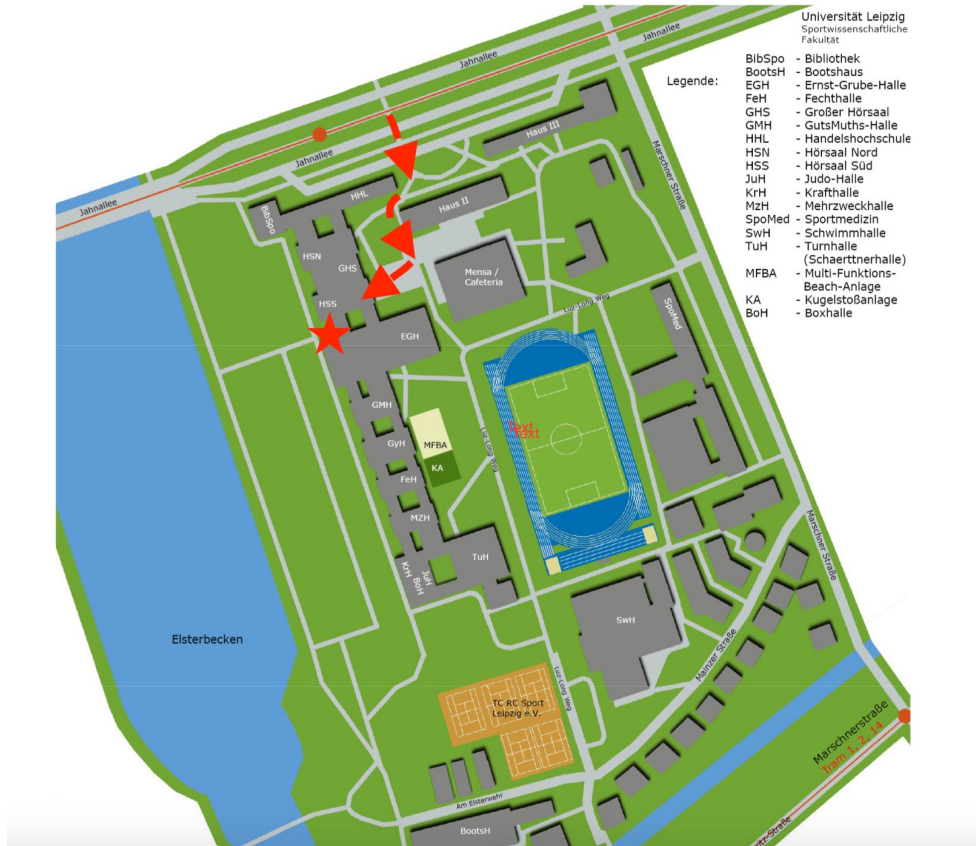 Universität Leipzig
Sportwissenschaftliche
Fakultät
Legende:
BibSpo - Bibliothek
BootsH - Bootshaus
EGH - Ernst-Grube-Halle
FeH - Fechthalle
GHS - Großer Hörsaal
GMH - GutsMuths-Halle
HHL - Handelshochschule
HSN - Hörsaal Nord
HSS - Hörsaal Süd
JuH - Judo-Halle
KrH - Krafthalle
MzH - Mehrzweckhalle
SpoMed - Sportmedizin
SwH - Schwimmhalle
TuH - Turnhalle
(Schaerttnerhalle)
MFBA - Multi-Funktions-
Beach-Anlage
KA - Kugelstoßanlage
BoH - Boxhalle
Jahnallee
Jahnallee
Jahnallee
Jahnallee
Haus III
Marschner Straße
HHL
BibSpo
Haus II
HSN
GHS
Mensa /
Cafeteria
HSS
Luz-Long Weg
SpoMed
EGH
GMH
Text
Text
MFBA
GyH
Luz-Long Weg
KA
FeH
MZH
Marschner Straße
TuH
KrH
JuH
BoH
SwH
Elsterbecken
Mainzer Straße
Luz-Long Weg
TC RC Sport
Leipzig e.V.
Marschnerstraße
Tram 1, 2, 14
Am Elsterwehr
BootsH